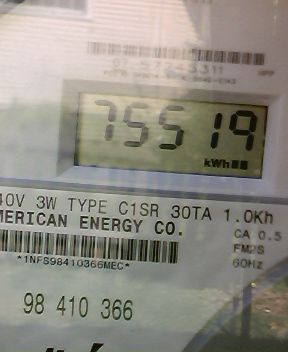 75519
kWh
40V 3W TYPE C1SR 30TA 1.0Kh
MERICAN ENERGY CO.
CA 0.5
FM2S
60Hz
*1NFS98410366MEC*
98 410 366